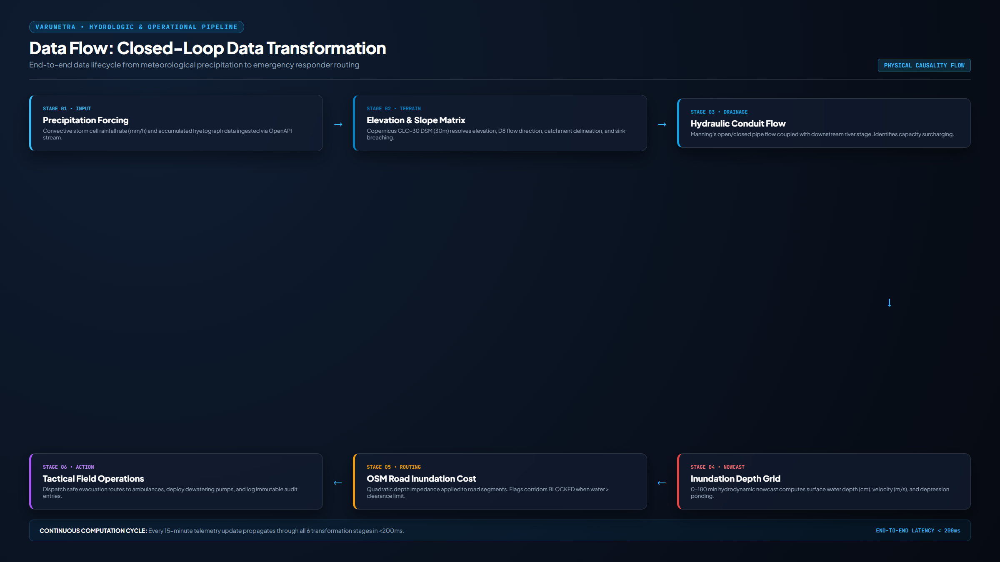 VARUNETRA • HYDROLOGIC & OPERATIONAL PIPELINE
Data Flow: Closed-Loop Data Transformation
End-to-end data lifecycle from meteorological precipitation to emergency responder routing
PHYSICAL CAUSALITY FLOW
STAGE 01 • INPUT
Precipitation Forcing
Convective storm cell rainfall rate (mm/h) and accumulated hyetograph data ingested via OpenAPI
stream.
→
STAGE 02 • TERRAIN
Elevation & Slope Matrix
Copernicus GLO-30 DSM (30m) resolves elevation, D8 flow direction, catchment delineation, and sink
breaching.
→
STAGE 03 • DRAINAGE
Hydraulic Conduit Flow
Manning's open/closed pipe flow coupled with downstream river stage. Identifies capacity surcharging.
↓
STAGE 04 • NOWCAST
Inundation Depth Grid
0–180 min hydrodynamic nowcast computes surface water depth (cm), velocity (m/s), and depression
ponding.
←
STAGE 05 • ROUTING
OSM Road Inundation Cost
Quadratic depth impedance applied to road segments. Flags corridors BLOCKED when water >
clearance limit.
←
STAGE 06 • ACTION
Tactical Field Operations
Dispatch safe evacuation routes to ambulances, deploy dewatering pumps, and log immutable audit
entries.
CONTINUOUS COMPUTATION CYCLE: Every 15-minute telemetry update propagates through all 6 transformation stages in <200ms.
END-TO-END LATENCY < 200ms